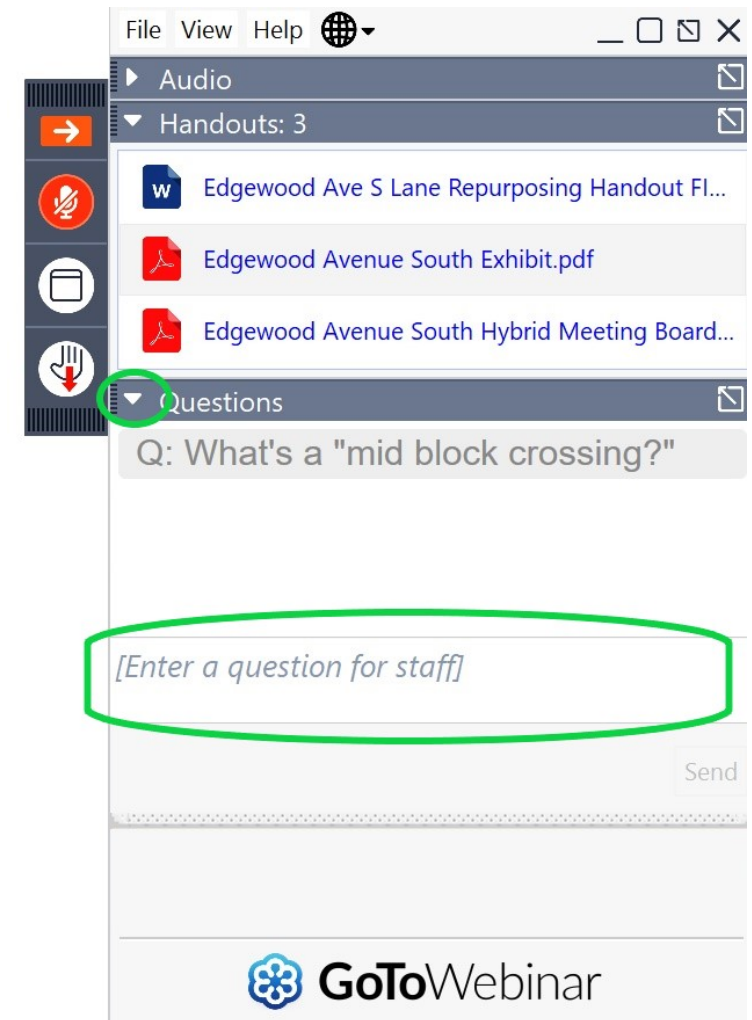 File View Help
Audio
Handouts: 3
W Edgewood Ave S Lane Repurposing Handout FI...
Edgewood Avenue South Exhibit.pdf
Edgewood Avenue South Hybrid Meeting Board...
Questions
Q: What's a "mid block crossing?"
[Enter a question for staff]
Send
GoToWebinar